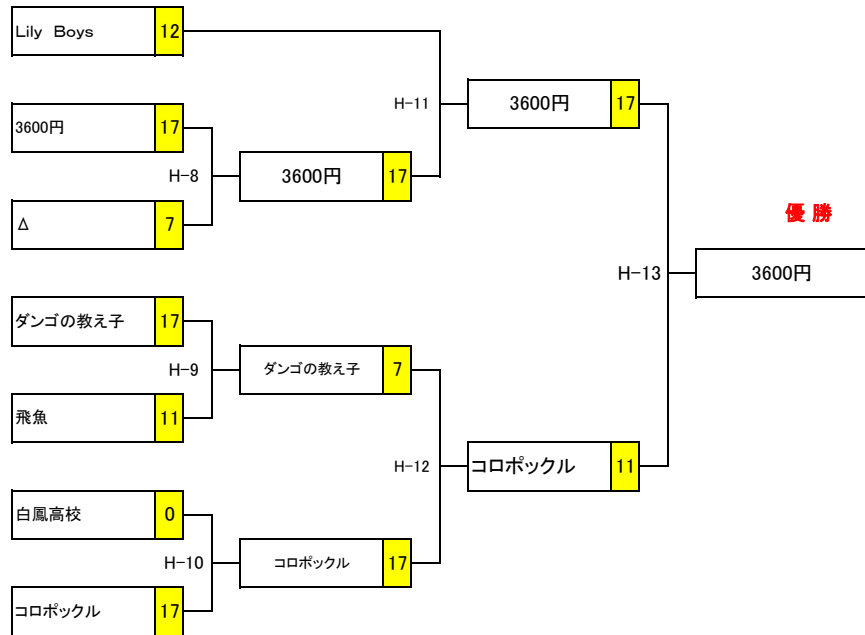 Lily Boys 12
H-11
3600円 17
3600円 17
H-8
3600円 17
Δ 7
優勝
H-13
3600円
ダンゴの教え子 17
H-9
ダンゴの教え子 7
飛魚 11
H-12
コロポックル 11
白鳳高校 0
H-10
コロポックル 17
コロポックル 17